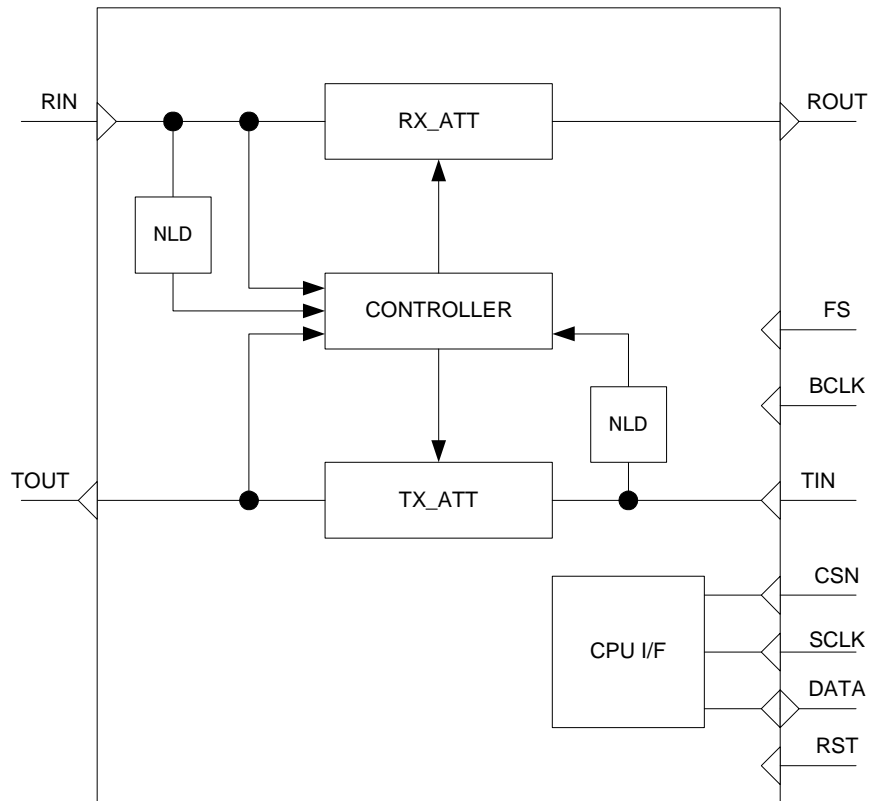 RIN
RX_ATT
ROUT
NLD
CONTROLLER
FS
BCLK
NLD
TOUT
TX_ATT
TIN
CSN
CPU I/F
SCLK
DATA
RST